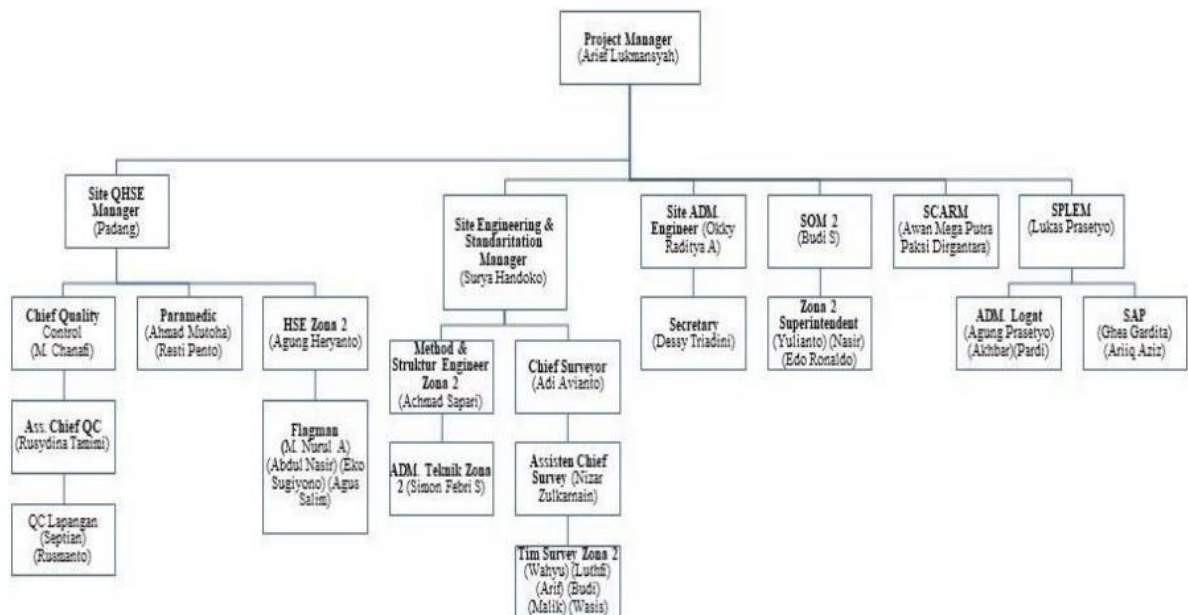 Project Manager
(Arief Lukmansyah)
Site QHSE
Manager
(Padang)
Site Engineering &
Standaritation
Manager
(Surya Handoko)
Site ADM.
Engineer (Okky
Raditya A)
SOM 2
(Budi S)
SCARM
(Awan Mega Putra
Paksi Dirgantara)
SPLEM
(Lukas Prasetyo)
Chief Quality
Control
(M. Chanafi)
Paramedic
(Ahmad Mutoha)
(Resti Pento)
HSE Zona 2
(Agung Heryanto)
Method &
Struktur Engineer
Zona 2
(Achmad Sapari)
Chief Surveyor
(Adi Avianto)
Secretary
(Dessy Triadini)
Zona 2
Superintendent
(Yulianto) (Nasir)
(Edo Ronaldo)
ADM. Logat
(Agung Prasetyo)
(Akhbar)(Pardi)
SAP
(Ghea Gardita)
(Ariiq Aziz)
Ass. Chief QC
(Rusydina Tamimi)
Flagman
(M. Nurul A)
(Abdul Nasir) (Eko
Sugiyono) (Agus
Salim)
ADM. Teknik Zona
2 (Simon Febri S)
Assisten Chief
Survey (Nizar
Zulkarnain)
QC Lapangan
(Septian)
(Rusmanto)
Tim Survey Zona 2
(Wahyu) (Luthfi)
(Arif) (Budi)
(Malik) (Wasis)